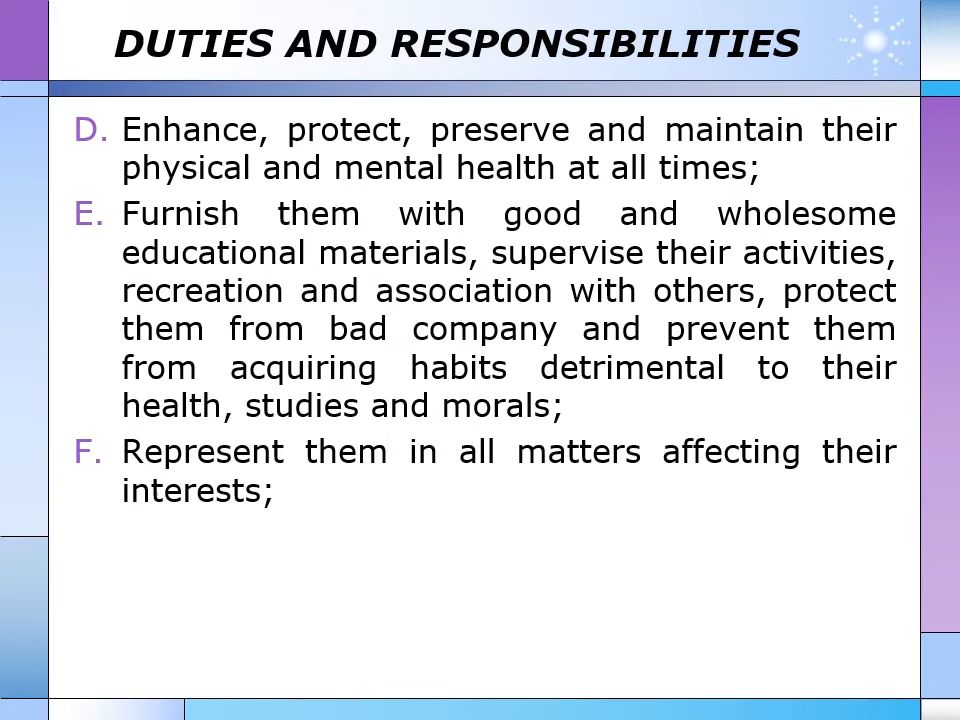 DUTIES AND RESPONSIBILITIES
D. Enhance, protect, preserve and maintain their
physical and mental health at all times;
E. Furnish them with good and wholesome
educational materials, supervise their activities,
recreation and association with others, protect
them from bad company and prevent them
from acquiring habits detrimental to their
health, studies and morals;
F. Represent them in all matters affecting their
interests;